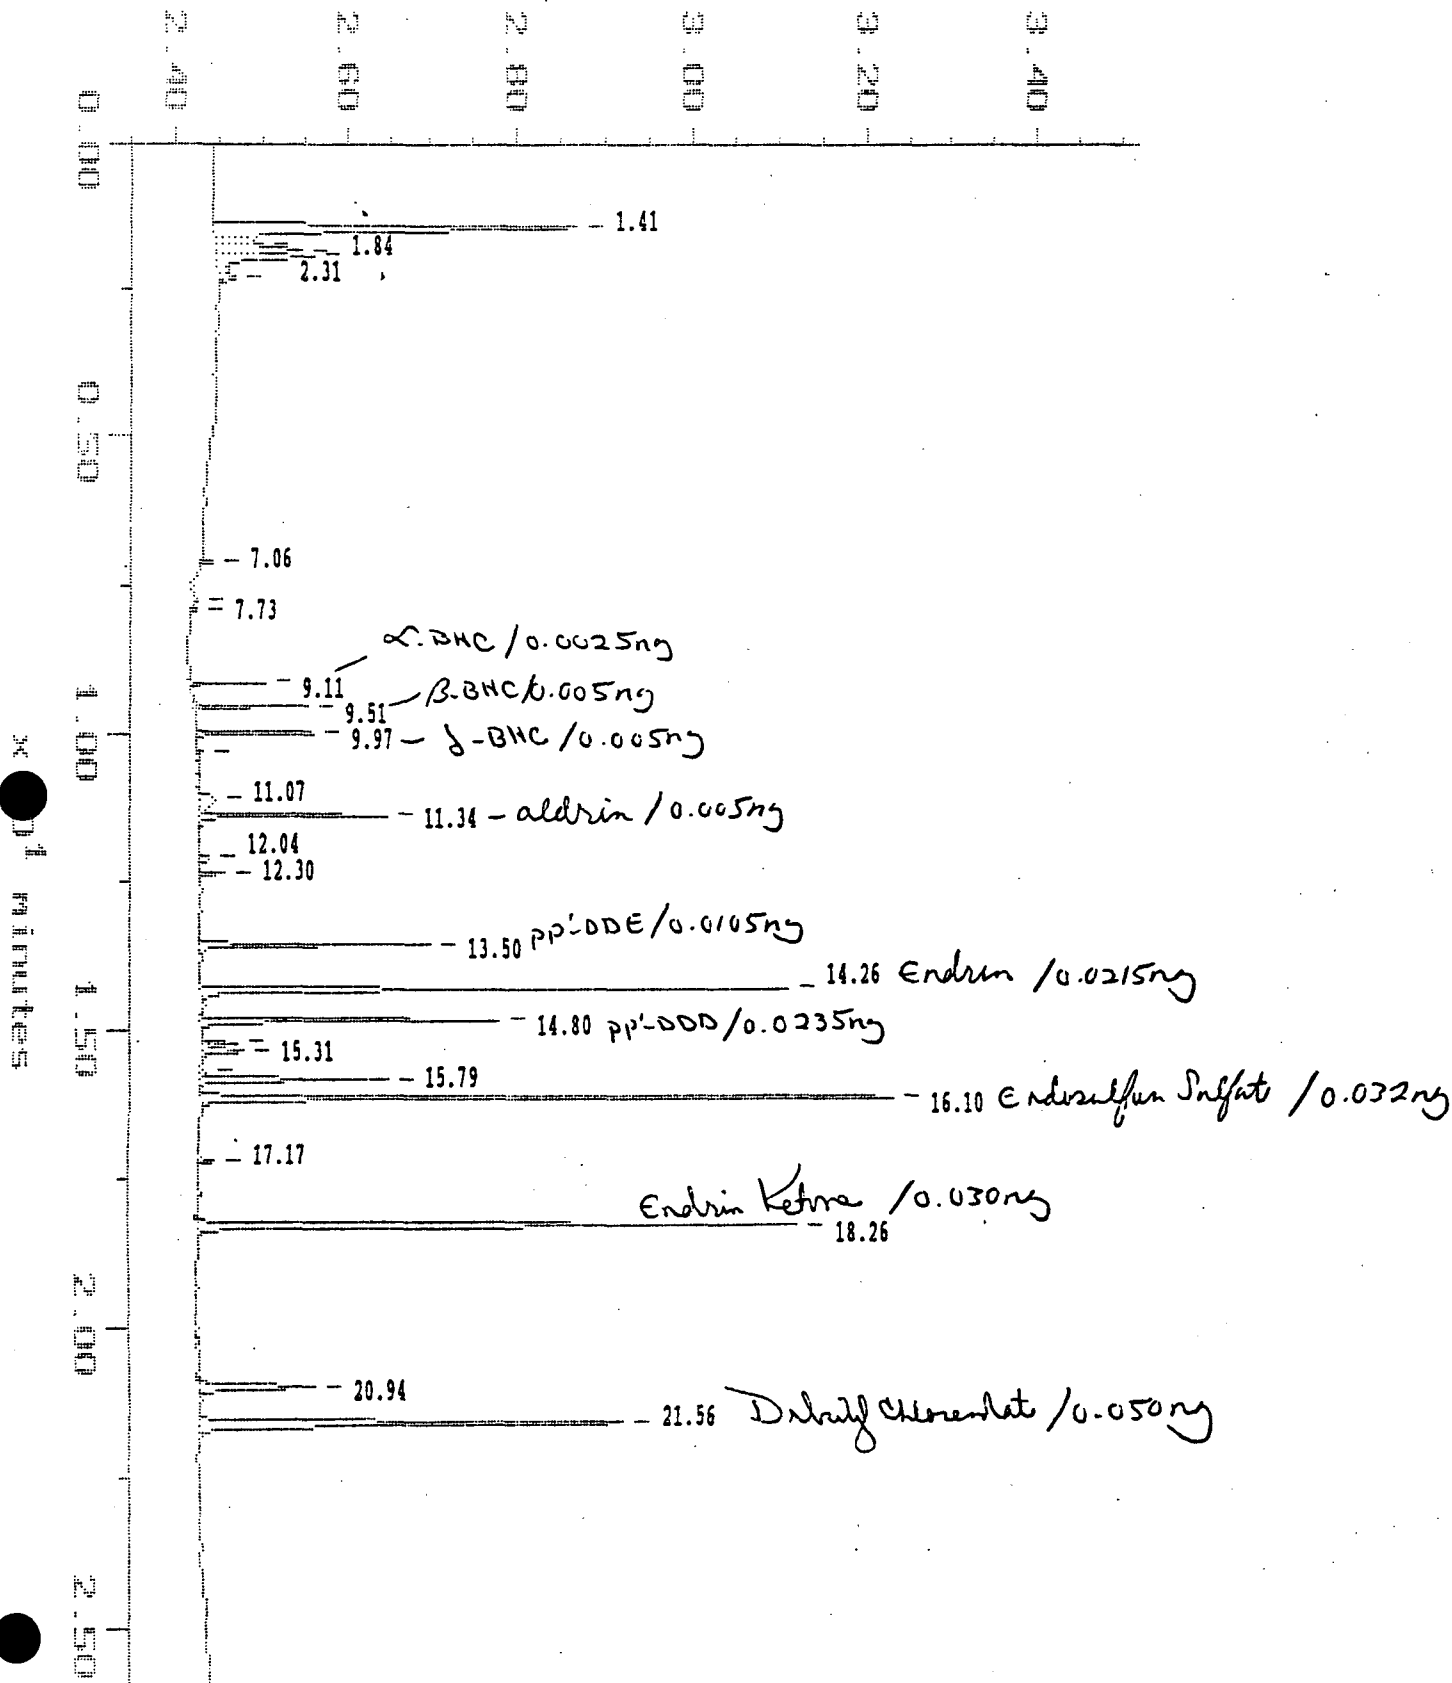 2.40
2.60
2.80
3.00
3.20
3.40
0.00
1.41
1.84
2.31
0.50
7.06
7.73
α-BHC / 0.0025ng
9.11
β-BHC/0.005ng
9.51
1.00
9.97 - δ-BHC / 0.005ng
11.07
11.34 - aldrin / 0.005ng
12.04
12.30
13.50 pp'-DDE / 0.0105ng
14.26 Endrin / 0.0215ng
14.80 pp'-DDD / 0.0235ng
1.50
15.31
15.79
16.10 Endosulfan Sulfate / 0.032ng
17.17
Endrin Ketone / 0.030ng
18.26
2.00
20.94
21.56 Dibutyl Chlorendate / 0.050ng
2.50
x 10¹ minutes